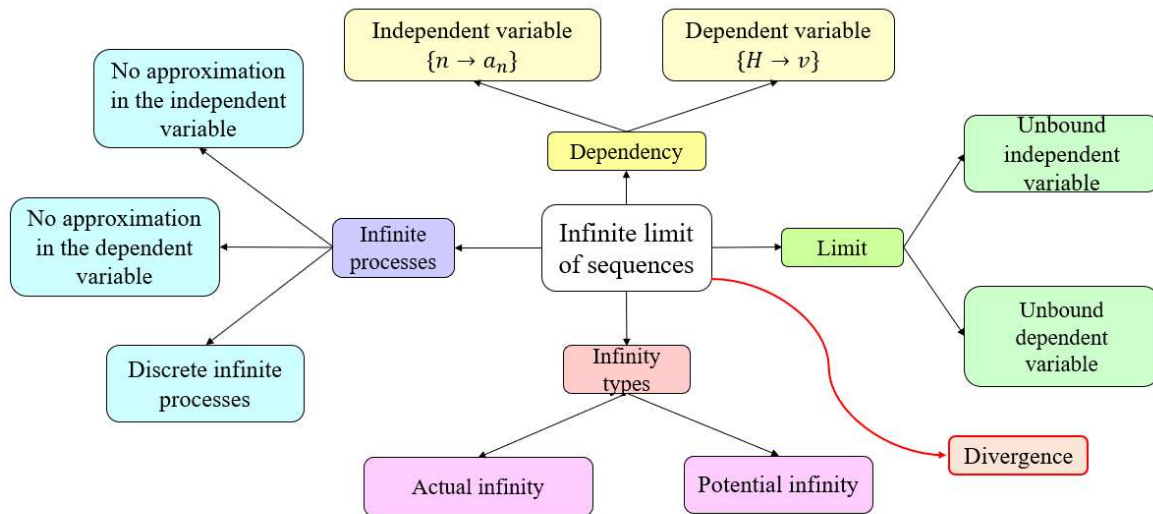 Independent variable
{n → aₙ}
Dependent variable
{H → v}
No approximation
in the independent
variable
Dependency
Unbound
independent
variable
No approximation
in the dependent
variable
Infinite
processes
Infinite limit
of sequences
Limit
Unbound
dependent
variable
Discrete infinite
processes
Infinity
types
Divergence
Actual infinity
Potential infinity